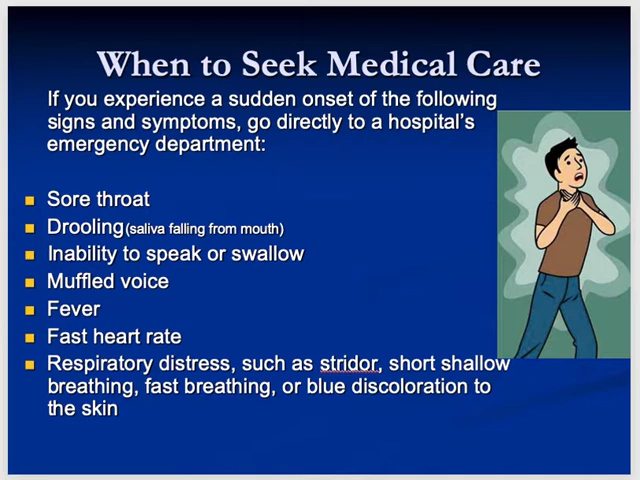 When to Seek Medical Care
If you experience a sudden onset of the following
signs and symptoms, go directly to a hospital's
emergency department:
Sore throat
Drooling(saliva falling from mouth)
Inability to speak or swallow
Muffled voice
Fever
Fast heart rate
Respiratory distress, such as stridor, short shallow
breathing, fast breathing, or blue discoloration to
the skin